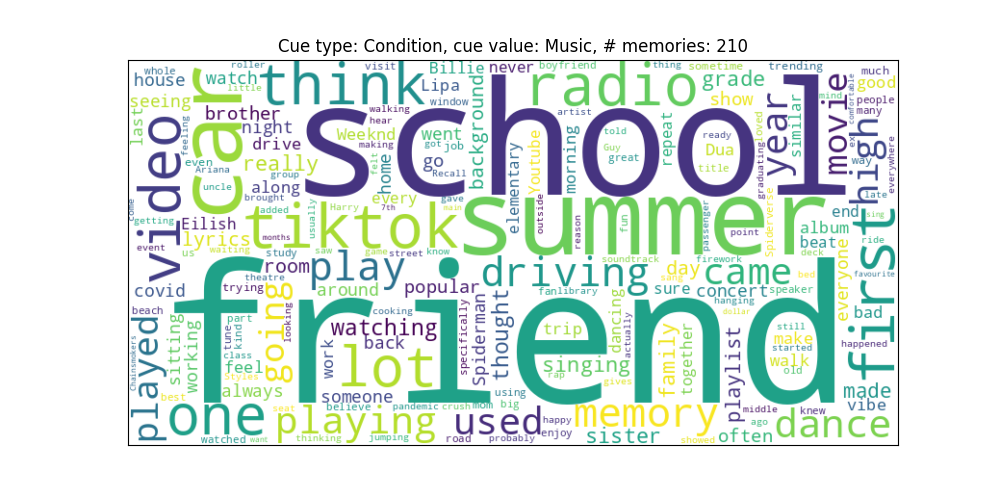 Cue type: Condition, cue value: Music, # memories: 210
whole
roller
visit
Billie
never
boyfriend
thing
sometime
trending
much
house
watch
think
Lipa
radio
grade
good
little
window
background
show
mind
comfortable
people
many
seeing
car
brother
walking
hear
artist
year
movie
last
video
night
Weeknd
went
told
ready
loved
similar
high
feeling
drive
making
got
job
Guy
great
repeat
Dua
title
school
even
really
go
elementary
Youtube
morning
way
Ariana
group
felt
home
Recall
graduating
everywhere
uncle
along
brought
every
gave
outside
late
come
added
usually
Harry
7th
main
reason
fun
passenger
Spiderverse
end
sing
getting
Eilish
tiktok
summer
point
album
first
event
lyrics
months
street
beat
ride
us
waiting
study
saw
game
know
soundtrack
firework
deck
everyone
room
play
driving
day
came
bed
favourite
covid
theatre
trying
around
popular
fanlibrary
sang
sure
concert
speaker
beach
going
looking
friend
cooking
specifically
Spiderman
thought
hanging
dollar
bad
played
sitting
working
tune
part
kind
watching
back
trip
dancing
actually
family
together
playlist
still
make
started
happened
Chainsmokers
class
feel
work
lot
singing
rap
walk
old
Styles
always
someone
using
gives
made
best
believe
pandemic
crush
mom
big
memory
middle
knew
vibe
one
seat
playing
used
happy
enjoy
sister
ago
often
dance
watched
want
thinking
jumping
road
probably
showed